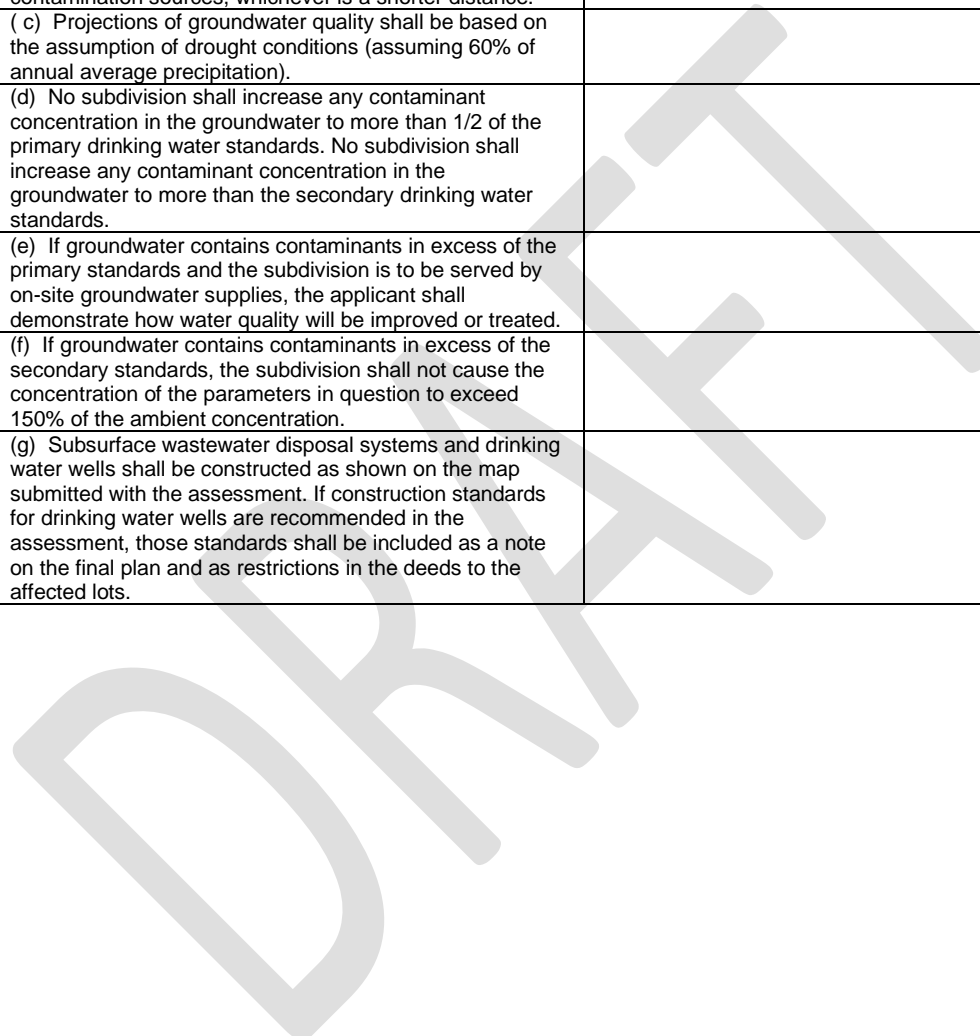 contamination sources, whichever is a shorter distance.
( c) Projections of groundwater quality shall be based on
the assumption of drought conditions (assuming 60% of
annual average precipitation).
(d) No subdivision shall increase any contaminant
concentration in the groundwater to more than 1/2 of the
primary drinking water standards. No subdivision shall
increase any contaminant concentration in the
groundwater to more than the secondary drinking water
standards.
(e) If groundwater contains contaminants in excess of the
primary standards and the subdivision is to be served by
on-site groundwater supplies, the applicant shall
demonstrate how water quality will be improved or treated.
(f) If groundwater contains contaminants in excess of the
secondary standards, the subdivision shall not cause the
concentration of the parameters in question to exceed
150% of the ambient concentration.
(g) Subsurface wastewater disposal systems and drinking
water wells shall be constructed as shown on the map
submitted with the assessment. If construction standards
for drinking water wells are recommended in the
assessment, those standards shall be included as a note
on the final plan and as restrictions in the deeds to the
affected lots.
DRAFT